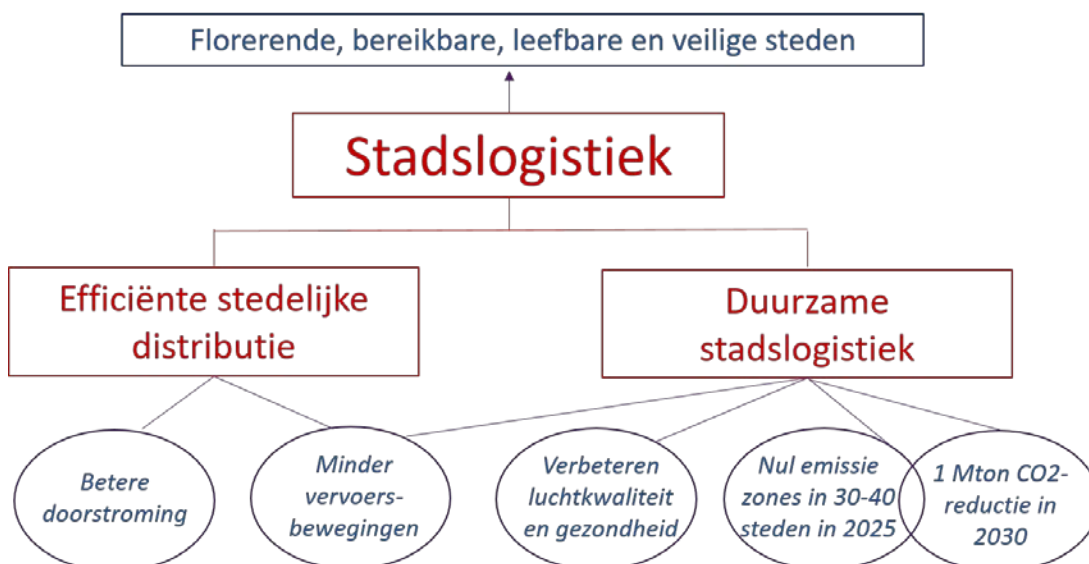 Florerende, bereikbare, leefbare en veilige steden
Stadslogistiek
Efficiënte stedelijke
distributie
Duurzame
stadslogistiek
Betere
doorstroming
Minder
vervoers-
bewegingen
Verbeteren
luchtkwaliteit
en gezondheid
Nul emissie
zones in 30-40
steden in 2025
1 Mton CO2-
reductie in
2030